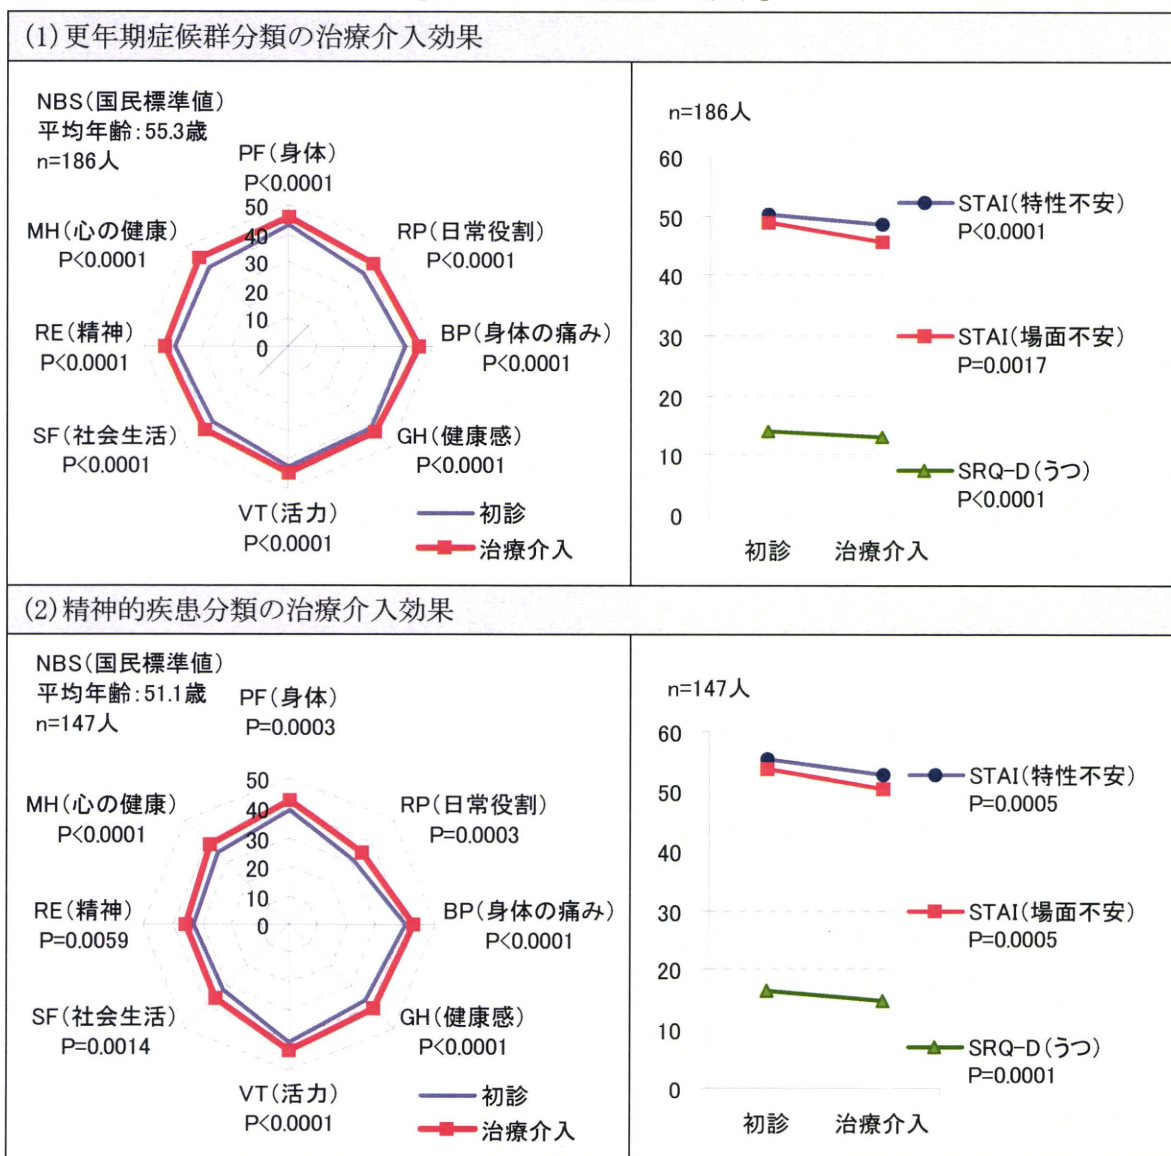 (1)更年期症候群分類の治療介入効果
NBS(国民標準値)
平均年齢:55.3歳
n=186人
PF(身体)
P<0.0001
RP(日常役割)
P<0.0001
BP(身体の痛み)
P<0.0001
GH(健康感)
P<0.0001
VT(活力)
P<0.0001
SF(社会生活)
P<0.0001
RE(精神)
P<0.0001
MH(心の健康)
P<0.0001
50
40
30
20
10
0
初診
治療介入
n=186人
60
50
40
30
20
10
0
初診 治療介入
STAI(特性不安)
P<0.0001
STAI(場面不安)
P=0.0017
SRQ-D(うつ)
P<0.0001
(2)精神的疾患分類の治療介入効果
NBS(国民標準値)
平均年齢:51.1歳
n=147人
PF(身体)
P=0.0003
RP(日常役割)
P=0.0003
BP(身体の痛み)
P<0.0001
GH(健康感)
P<0.0001
VT(活力)
P<0.0001
SF(社会生活)
P=0.0014
RE(精神)
P=0.0059
MH(心の健康)
P<0.0001
50
40
30
20
10
0
初診
治療介入
n=147人
60
50
40
30
20
10
0
初診 治療介入
STAI(特性不安)
P=0.0005
STAI(場面不安)
P=0.0005
SRQ-D(うつ)
P=0.0001